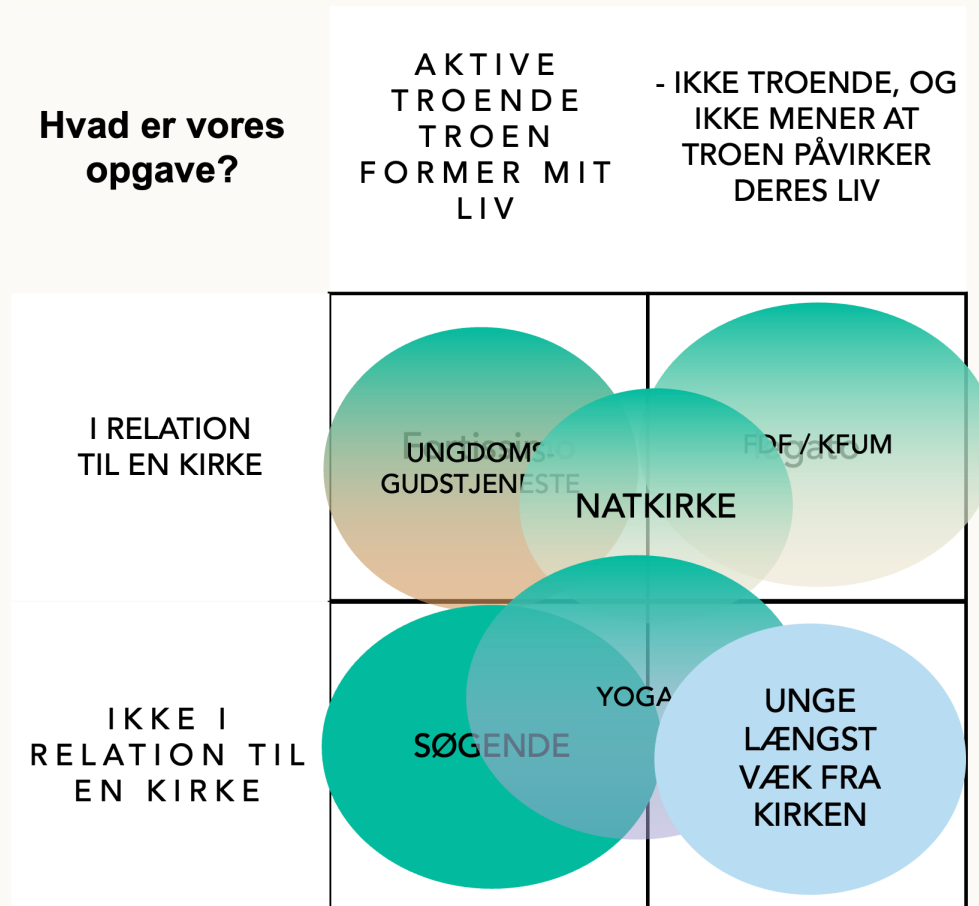 Hvad er vores
opgave?
AKTIVE
TROENDE
TROEN
FORMER MIT
LIV
- IKKE TROENDE, OG
IKKE MENER AT
TROEN PÅVIRKER
DERES LIV
I RELATION
TIL EN KIRKE
UNGDOMS-
GUDSTJENESTE
NATKIRKE
FDF / KFUM
IKKE I
RELATION TIL
EN KIRKE
SØGENDE
YOGA
UNGE
LÆNGST
VÆK FRA
KIRKEN